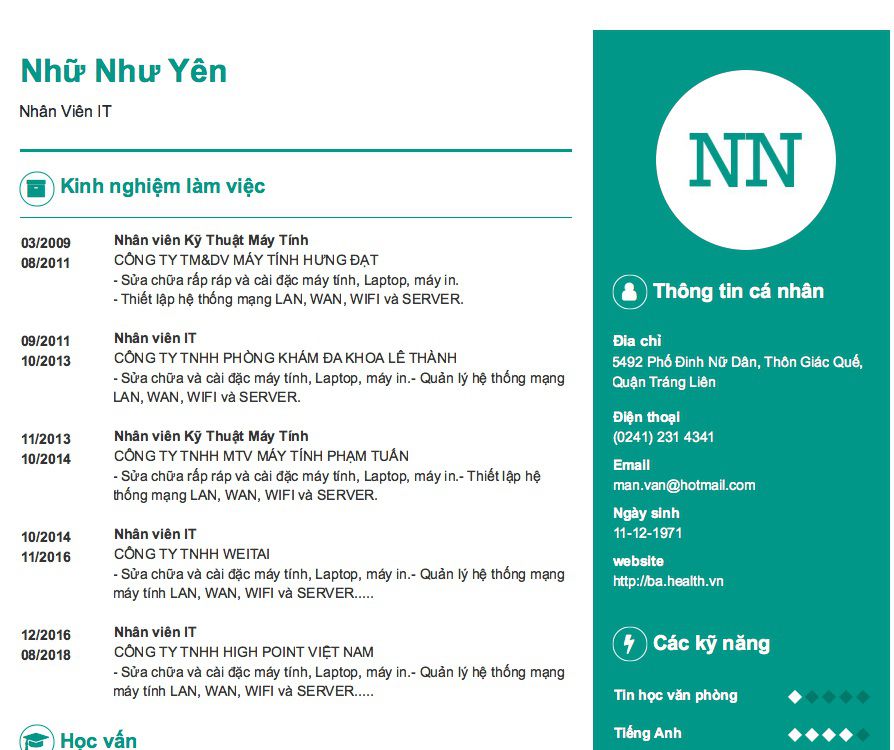 Nhữ Như Yên
Nhân Viên IT
Kinh nghiệm làm việc
03/2009
08/2011
Nhân viên Kỹ Thuật Máy Tính
CÔNG TY TM&DV MÁY TÍNH HƯNG ĐẠT
- Sửa chữa rấp ráp và cài đặc máy tính, Laptop, máy in.
- Thiết lập hệ thống mạng LAN, WAN, WIFI và SERVER.
09/2011
10/2013
Nhân viên IT
CÔNG TY TNHH PHÒNG KHÁM ĐA KHOA LÊ THÀNH
- Sửa chữa và cài đặc máy tính, Laptop, máy in.- Quản lý hệ thống mạng
LAN, WAN, WIFI và SERVER.
11/2013
10/2014
Nhân viên Kỹ Thuật Máy Tính
CÔNG TY TNHH MTV MÁY TÍNH PHẠM TUẤN
- Sửa chữa rấp ráp và cài đặc máy tính, Laptop, máy in.- Thiết lập hệ
thống mạng LAN, WAN, WIFI và SERVER.
10/2014
11/2016
Nhân viên IT
CÔNG TY TNHH WEITAI
- Sửa chữa và cài đặc máy tính, Laptop, máy in.- Quản lý hệ thống mạng
máy tính LAN, WAN, WIFI và SERVER.....
12/2016
08/2018
Nhân viên IT
CÔNG TY TNHH HIGH POINT VIỆT NAM
- Sửa chữa và cài đặc máy tính, Laptop, máy in.- Quản lý hệ thống mạng
máy tính LAN, WAN, WIFI và SERVER.....
Học vấn
NN
Thông tin cá nhân
Đia chỉ
5492 Phố Đinh Nữ Dân, Thôn Giác Quế,
Quận Tráng Liên
Điện thoại
(0241) 231 4341
Email
man.van@hotmail.com
Ngày sinh
11-12-1971
website
http://ba.health.vn
Các kỹ năng
Tin học văn phòng
Tiếng Anh